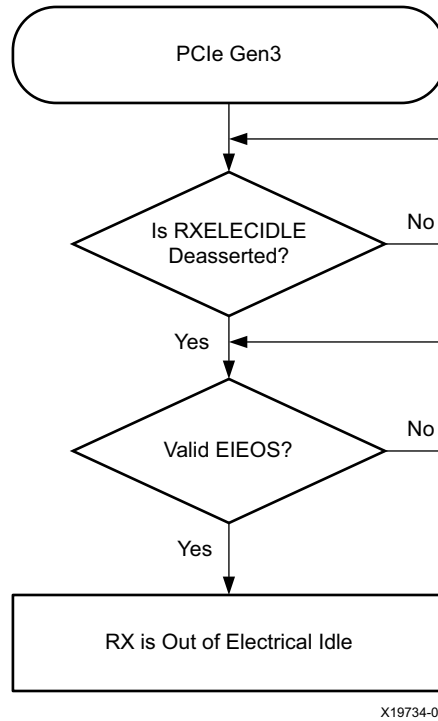 PCIe Gen3
Is RXELECIDLE
Deasserted?
No
Yes
Valid EIEOS?
No
Yes
RX is Out of Electrical Idle
X19734-0